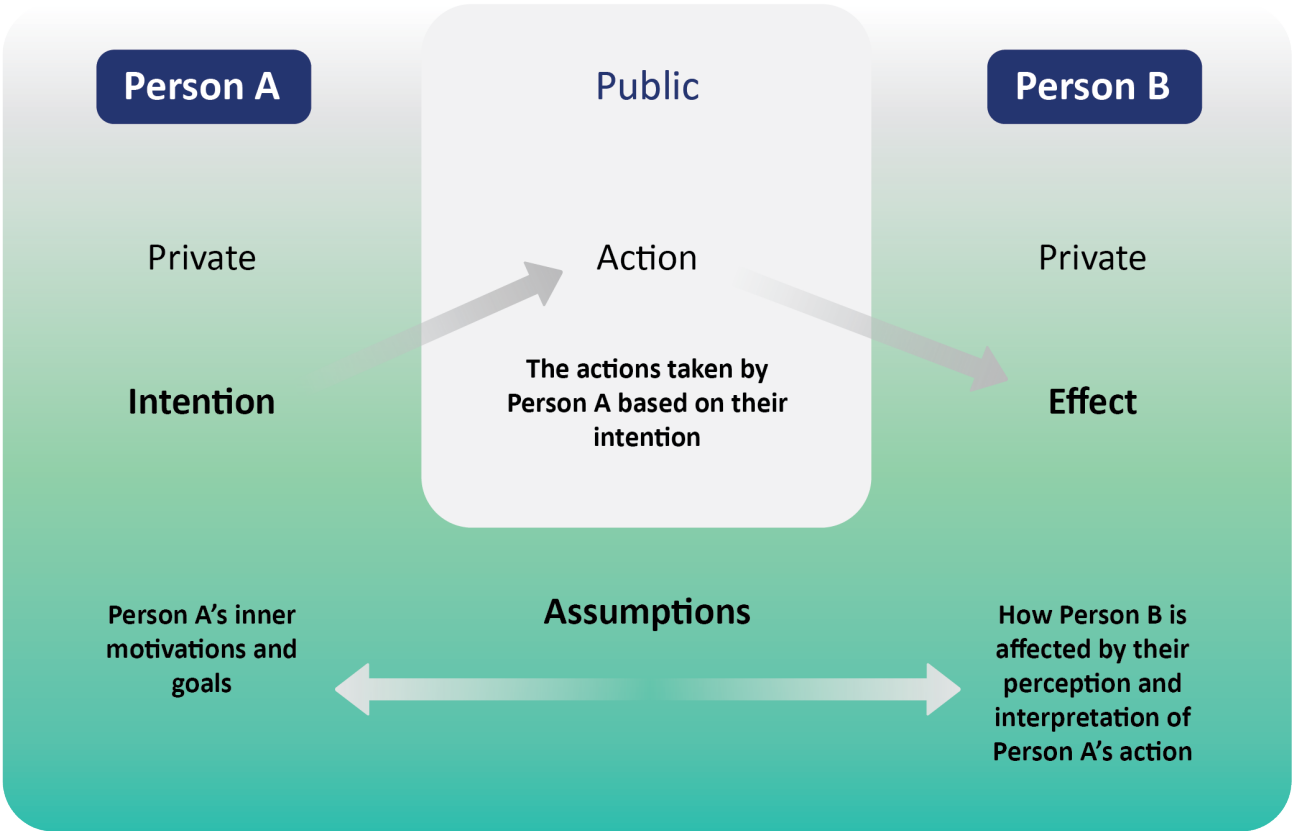 Person A
Public
Person B
Private
Action
Private
Intention
The actions taken by
Person A based on their
intention
Effect
Person A’s inner
motivations and
goals
Assumptions
How Person B is
affected by their
perception and
interpretation of
Person A’s action